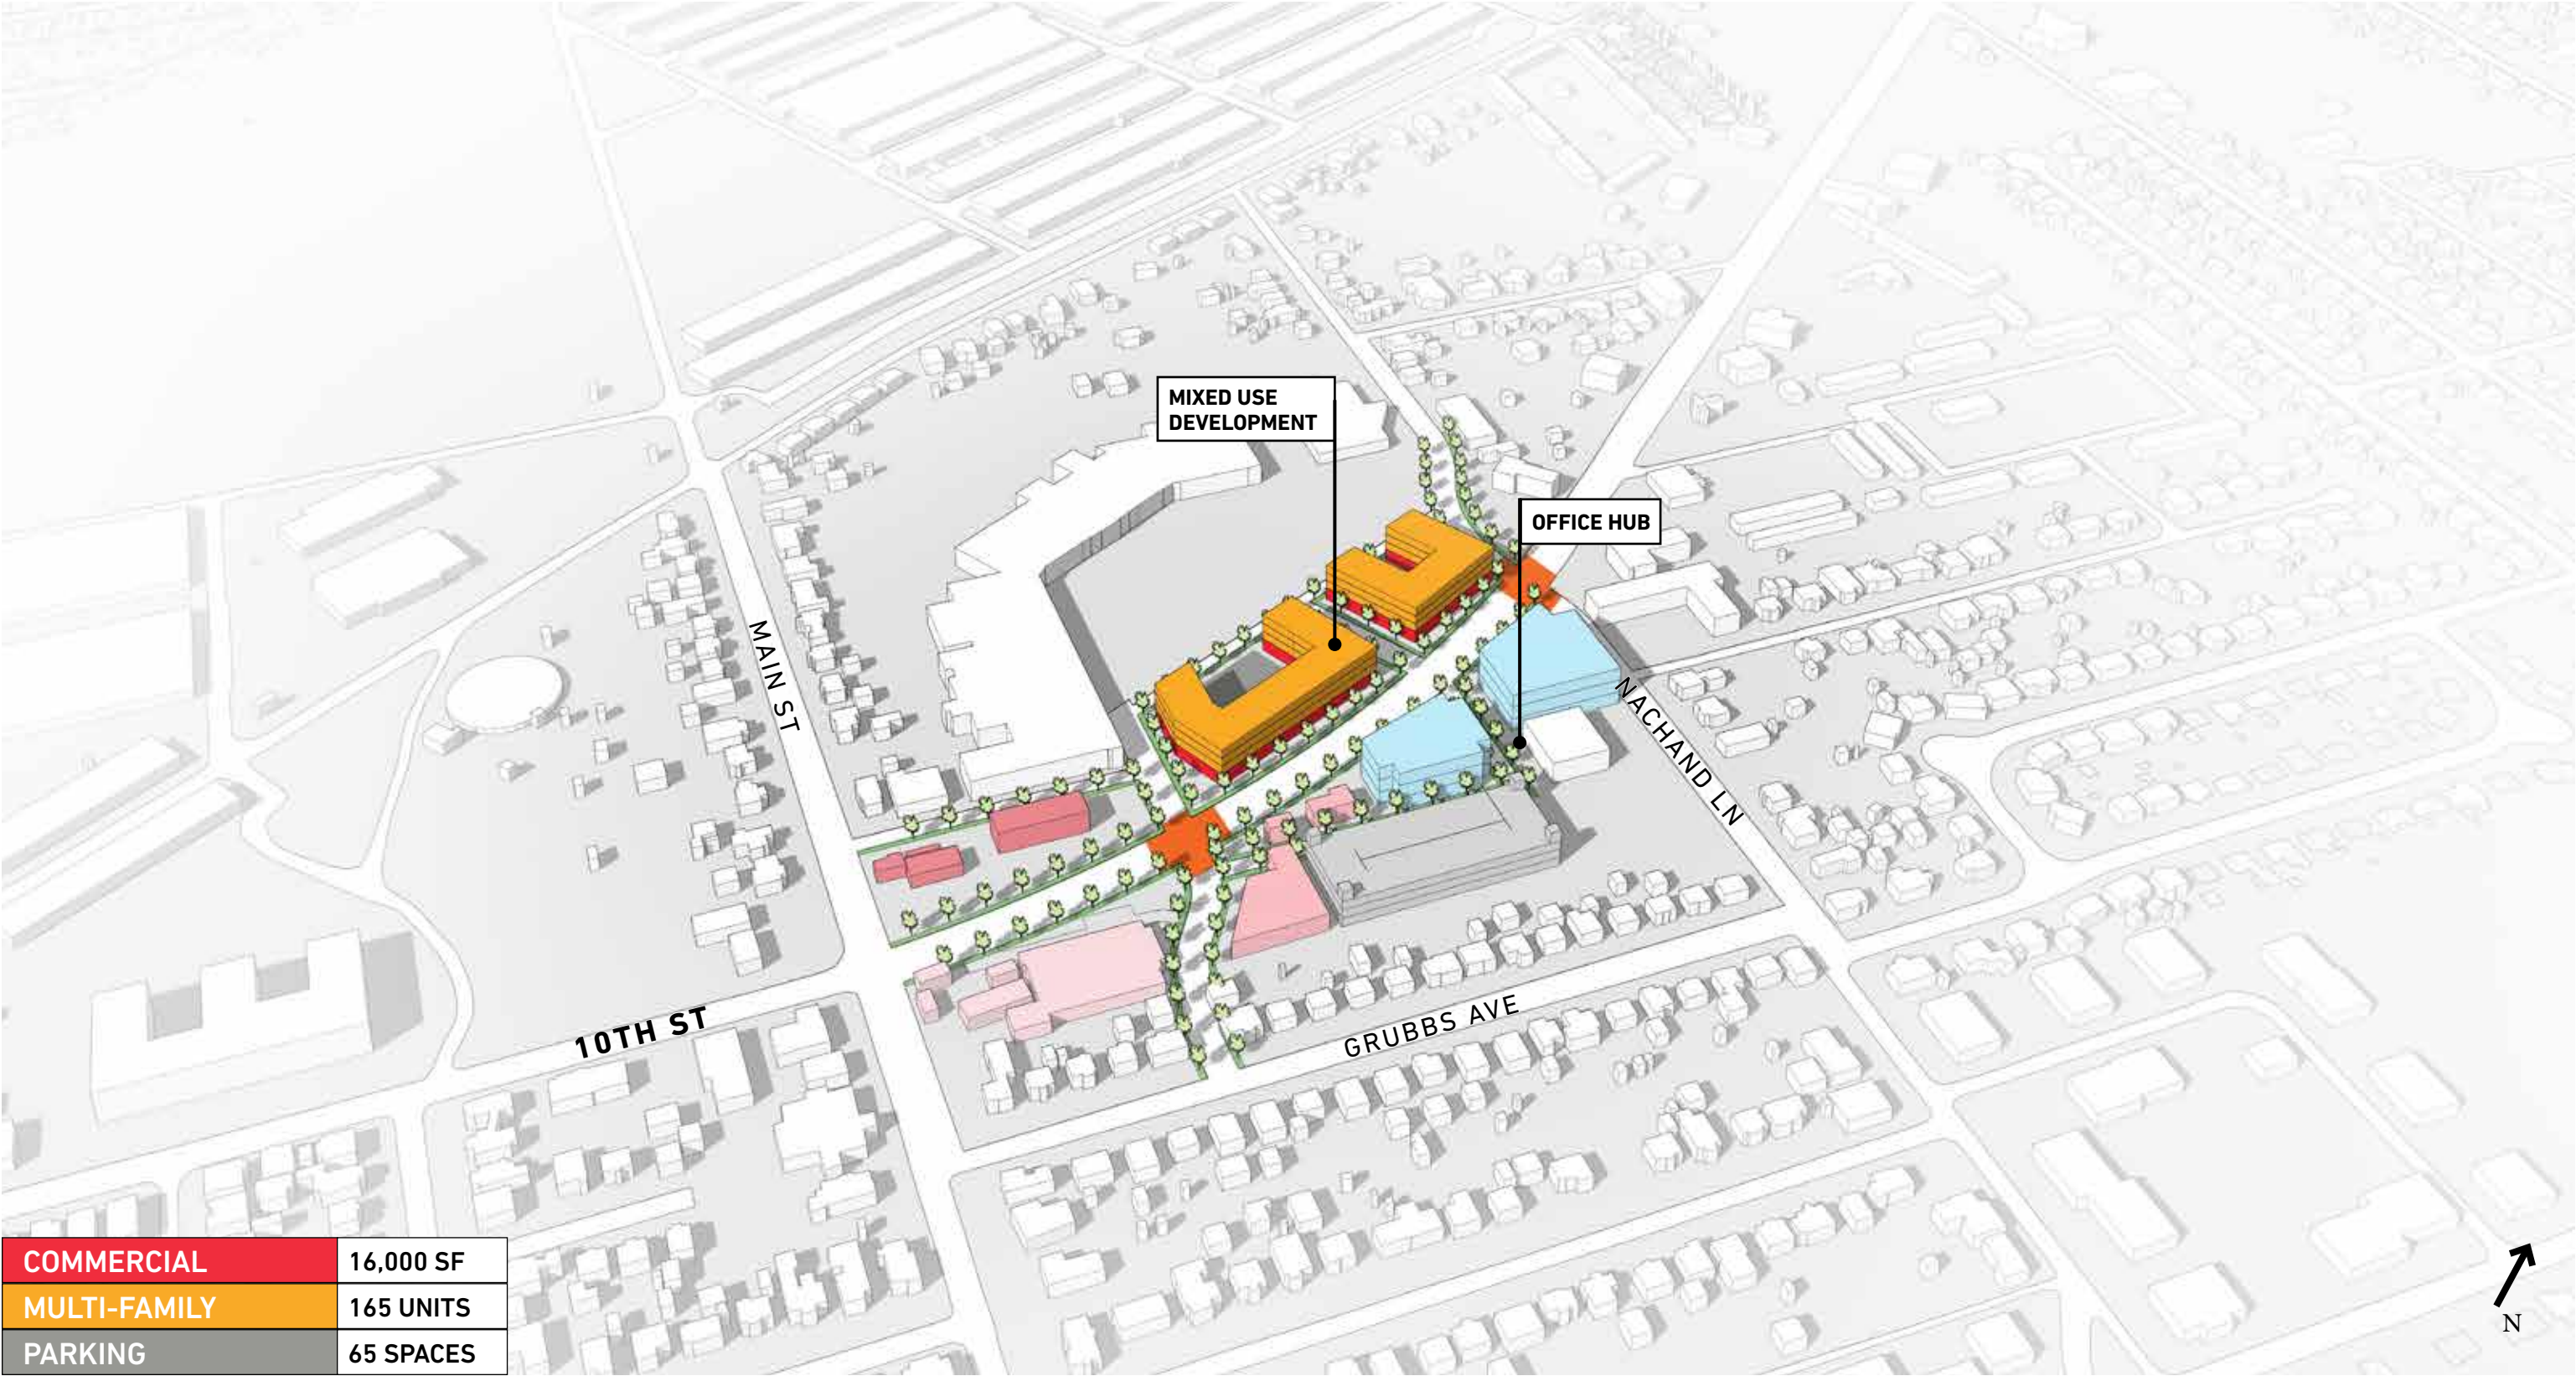 MIXED USE
DEVELOPMENT
OFFICE HUB
MAIN ST
NACHAND LN
10TH ST
GRUBBS AVE
COMMERCIAL 16,000 SF
MULTI-FAMILY 165 UNITS
PARKING 65 SPACES
N